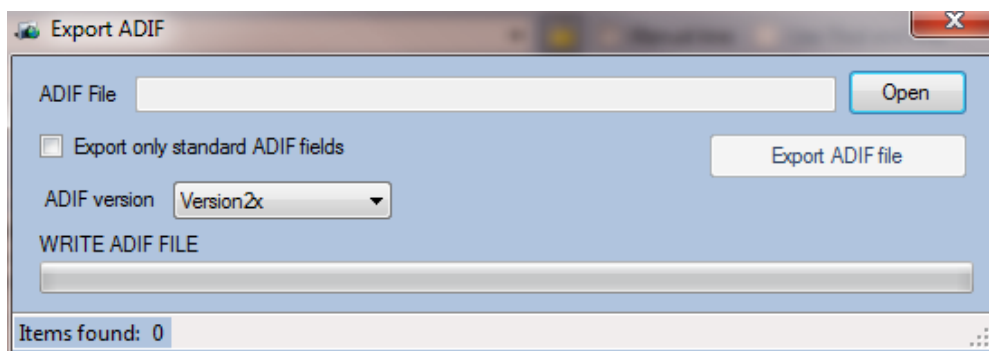 Export ADIF
ADIF File
Open
Export only standard ADIF fields
Export ADIF file
ADIF version
Version2x
WRITE ADIF FILE
Items found: 0